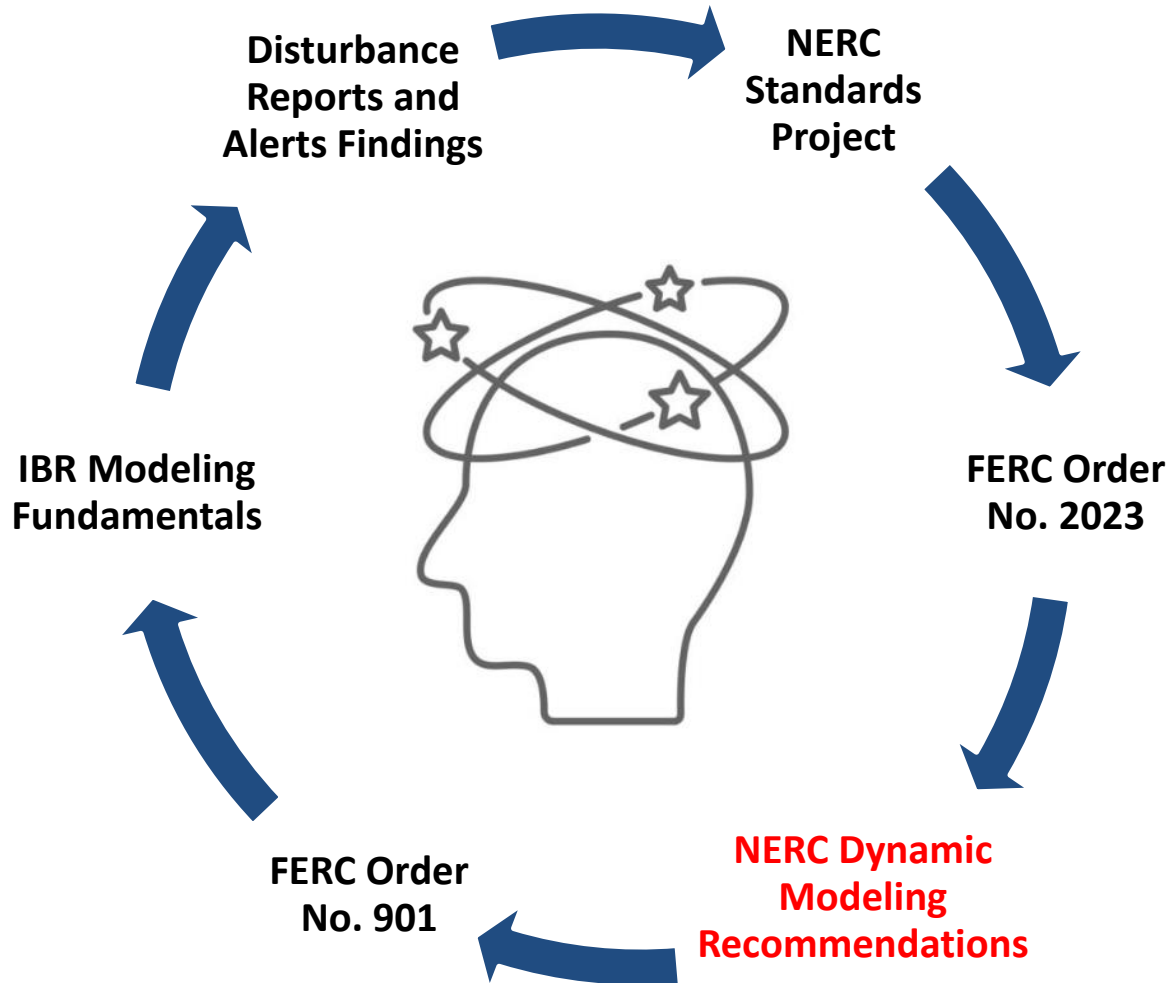 Disturbance
Reports and
Alerts Findings
NERC
Standards
Project
FERC Order
No. 2023
NERC Dynamic
Modeling
Recommendations
FERC Order
No. 901
IBR Modeling
Fundamentals